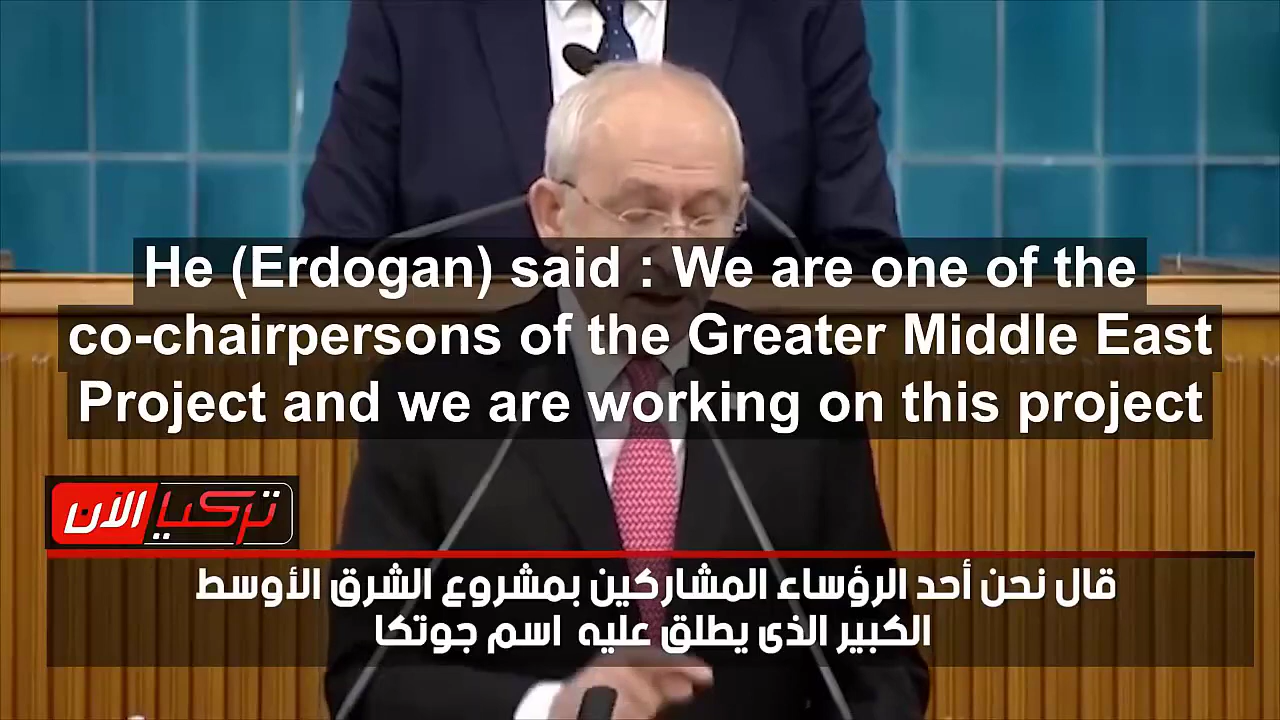 He (Erdogan) said : We are one of the
co-chairpersons of the Greater Middle East
Project and we are working on this project
تركيا الآن
قال نحن أحد الرؤساء المشاركين بمشروع الشرق الأوسط
الكبير الذي يطلق عليه اسم جوتكا